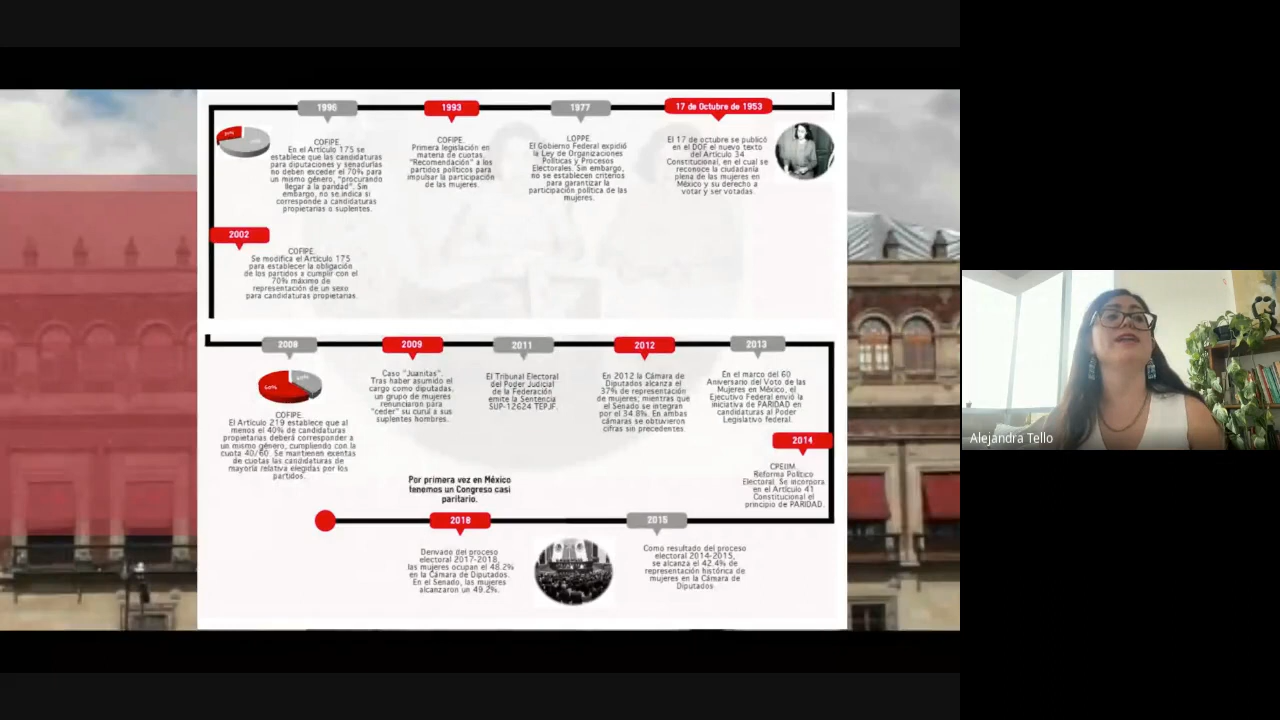 1996
COFIPE.
En el Artículo 175 se
establece que las candidaturas
para diputaciones y senadurías
no deben exceder el 70% para
un mismo género, "procurando
llegar a la paridad". Sin
embargo, no se indica si
corresponde a candidaturas
propietarias o suplentes.
1993
COFIPE.
Primera legislación en
materia de cuotas.
"Recomendación" a los
partidos políticos para
impulsar la participación
de las mujeres.
1977
LOPPE.
El Gobierno Federal expidió
la Ley de Organizaciones
Políticas y Procesos
Electorales. Sin embargo,
no se establecen criterios
para garantizar la
participación política de las
mujeres.
17 de Octubre de 1953
El 17 de octubre se publicó
en el DOF el nuevo texto
del Artículo 34
Constitucional, en el cual se
reconoce la ciudadanía
plena de las mujeres en
México y su derecho a
votar y ser votadas.
2002
COFIPE.
Se modifica el Artículo 175
para establecer la obligación
de los partidos a cumplir con el
70% máximo de
representación de un sexo
para candidaturas propietarias.
2008
60%
40%
COFIPE.
El Artículo 219 establece que al
menos el 40% de candidaturas
propietarias deberá corresponder a
un mismo género, cumpliendo con la
cuota 40/60. Se mantienen exentas
de cuotas las candidaturas de
mayoría relativa elegidas por los
partidos.
2009
Caso "Juanitas".
Tras haber asumido el
cargo como diputadas,
un grupo de mujeres
renunciaron para
"ceder" su curul a sus
suplentes hombres.
2011
El Tribunal Electoral
del Poder Judicial
de la Federación
emite la Sentencia
SUP-12624 TEPJF.
2012
En 2012 la Cámara de
Diputados alcanza el
37% de representación
de mujeres; mientras que
el Senado se integran
por el 34.8%. En ambas
cámaras se obtuvieron
cifras sin precedentes.
2013
En el marco del 60
Aniversario del Voto de las
Mujeres en México, el
Ejecutivo Federal envió la
iniciativa de PARIDAD en
candidaturas al Poder
Legislativo federal.
2014
CPEUM.
Reforma Político
Electoral. Se incorpora
en el Artículo 41
Constitucional el
principio de PARIDAD.
Por primera vez en México
tenemos un Congreso casi
paritario.
2018
Derivado del proceso
electoral 2017-2018,
las mujeres ocupan el 48.2%
en la Cámara de Diputados.
En el Senado, las mujeres
alcanzaron un 49.2%.
2015
Como resultado del proceso
electoral 2014-2015,
se alcanza el 42.4% de
representación histórica de
mujeres en la Cámara de
Diputados
Alejandra Tello